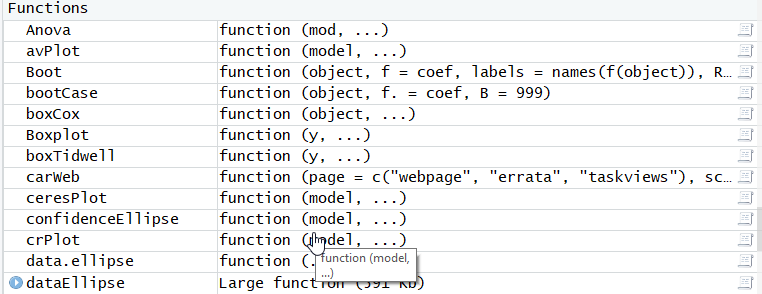 Functions
Anova function (mod, ...)
avPlot function (model, ...)
Boot function (object, f = coef, labels = names(f(object)), R…
bootCase function (object, f. = coef, B = 999)
boxCox function (object, ...)
Boxplot function (y, ...)
boxTidwell function (y, ...)
carWeb function (page = c("webpage", "errata", "taskviews"), sc…
ceresPlot function (model, ...)
confidenceEllipse function (model, ...)
crPlot function (model, ...)
data.ellipse function (.
function (model,
...)
dataEllipse Large function (591 Kb)